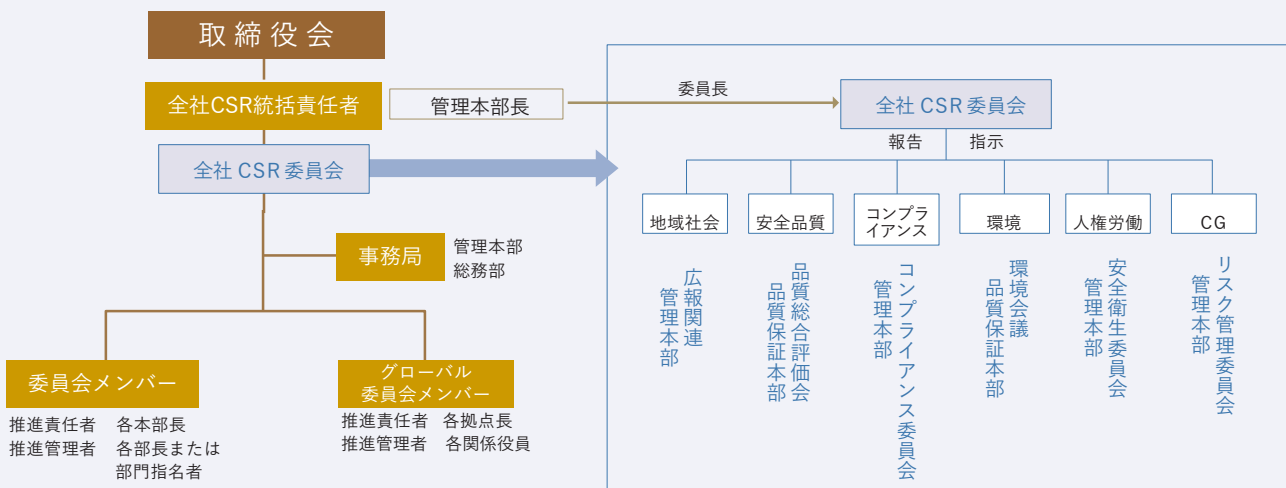 取締役会
全社CSR統括責任者
管理本部長
全社 CSR 委員会
事務局
管理本部
総務部
委員会メンバー
推進責任者 各本部長
推進管理者 各部長または
部門指名者
グローバル
委員会メンバー
推進責任者 各拠点長
推進管理者 各関係役員
委員長
全社 CSR 委員会
報告 指示
地域社会
広報関連
管理本部
安全品質
品質総合評価会
品質保証本部
コンプラ
イアンス
コンプライアンス委員会
管理本部
環境
環境会議
品質保証本部
人権労働
安全衛生委員会
管理本部
CG
リスク管理委員会
管理本部